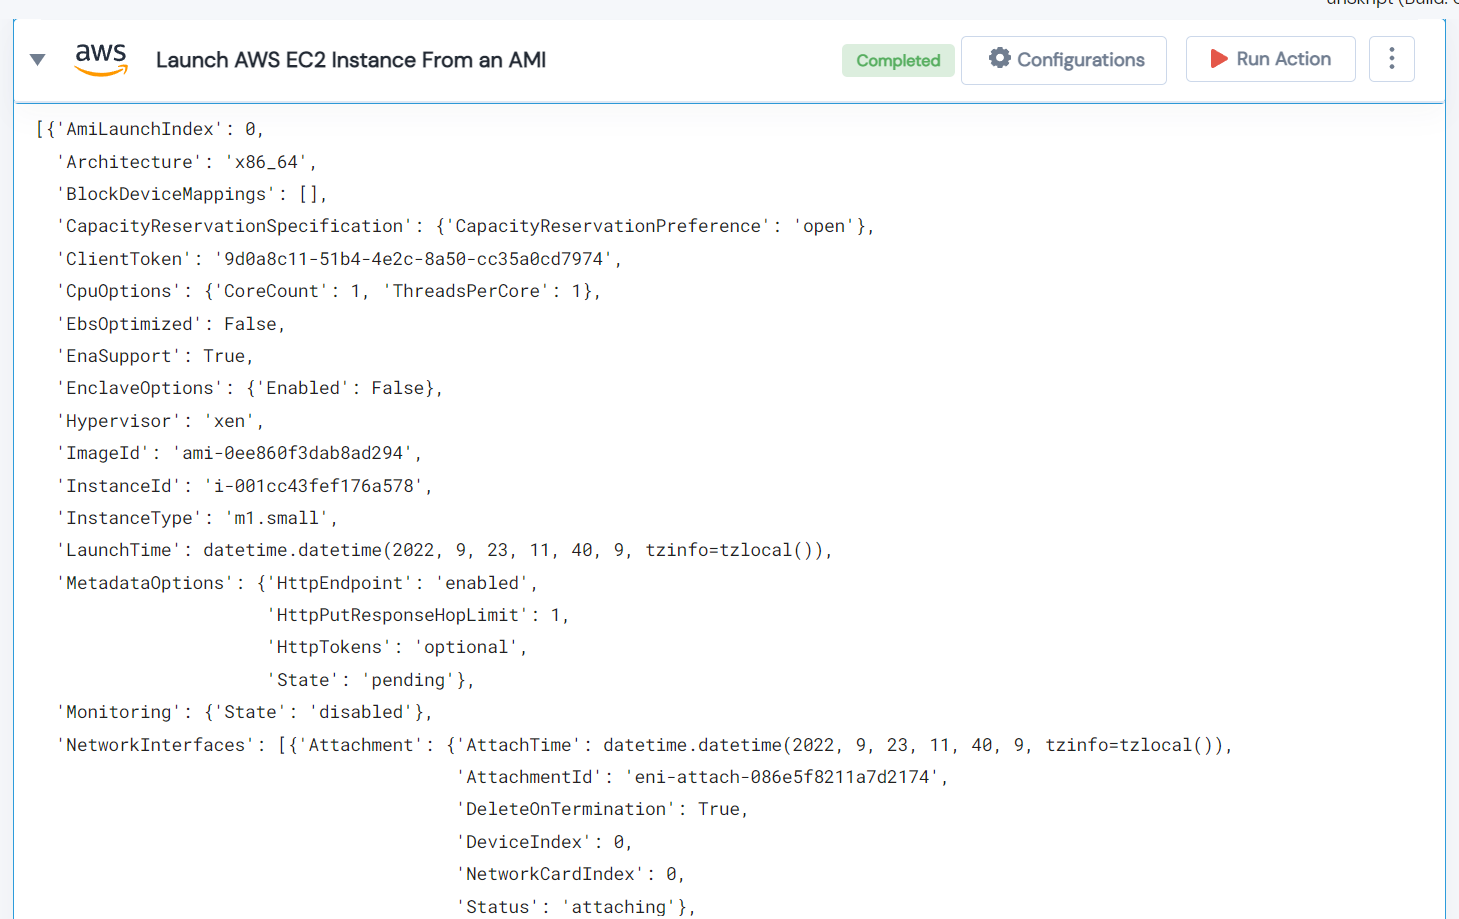 aws Launch AWS EC2 Instance From an AMI Completed Configurations Run Action
[{'AmiLaunchIndex': 0,
'Architecture': 'x86_64',
'BlockDeviceMappings': [],
'CapacityReservationSpecification': {'CapacityReservationPreference': 'open'},
'ClientToken': '9d0a8c11-51b4-4e2c-8a50-cc35a0cd7974',
'CpuOptions': {'CoreCount': 1, 'ThreadsPerCore': 1},
'EbsOptimized': False,
'EnaSupport': True,
'EnclaveOptions': {'Enabled': False},
'Hypervisor': 'xen',
'ImageId': 'ami-0ee860f3dab8ad294',
'InstanceId': 'i-001cc43fef176a578',
'InstanceType': 'm1.small',
'LaunchTime': datetime.datetime(2022, 9, 23, 11, 40, 9, tzinfo=tzlocal()),
'MetadataOptions': {'HttpEndpoint': 'enabled',
'HttpPutResponseHopLimit': 1,
'HttpTokens': 'optional',
'State': 'pending'},
'Monitoring': {'State': 'disabled'},
'NetworkInterfaces': [{'Attachment': {'AttachTime': datetime.datetime(2022, 9, 23, 11, 40, 9, tzinfo=tzlocal()),
'AttachmentId': 'eni-attach-086e5f8211a7d2174',
'DeleteOnTermination': True,
'DeviceIndex': 0,
'NetworkCardIndex': 0,
'Status': 'attaching'},